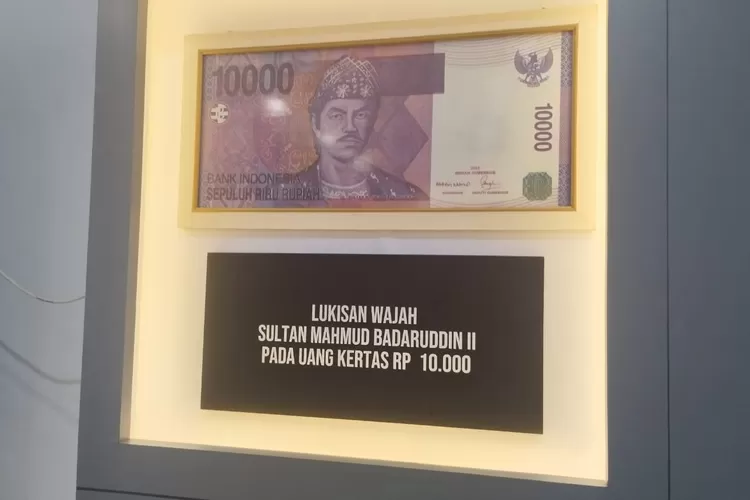 10000
10000
BANK INDONESIA
SEPULUH RIBU RUPIAH
LUKISAN WAJAH
SULTAN MAHMUD BADARUDDIN II
PADA UANG KERTAS RP 10.000